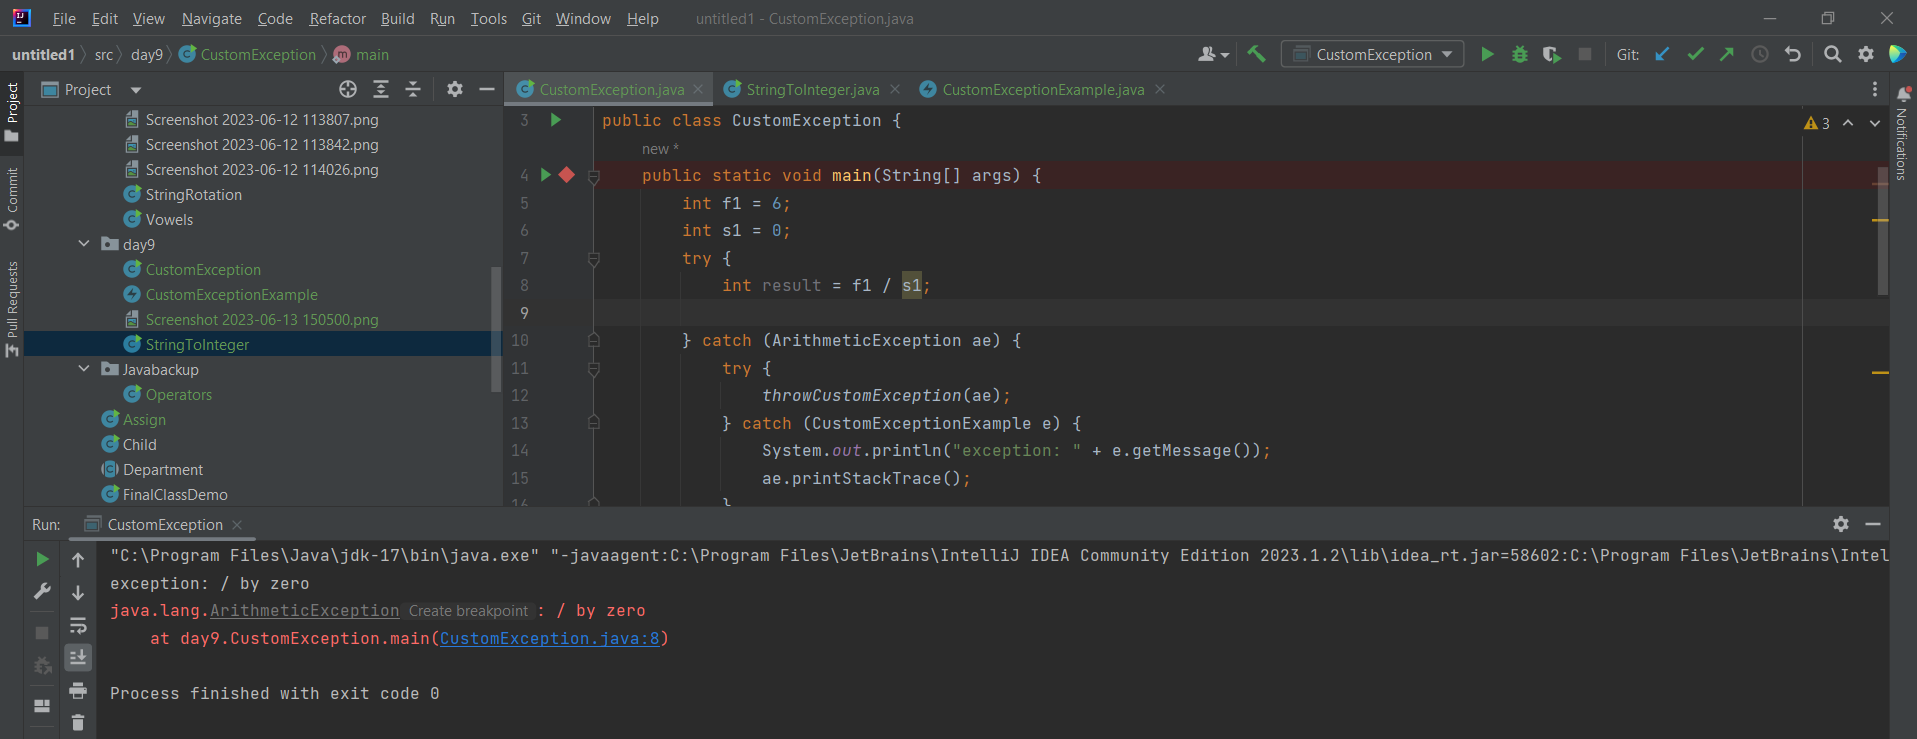 File Edit View Navigate Code Refactor Build Run Tools Git Window Help untitled1 - CustomException.java
untitled1 src day9 CustomException main
CustomException Git:
Project
CustomException.java StringToInteger.java CustomExceptionExample.java
Project
Commit
Pull Requests
Screenshot 2023-06-12 113807.png
Screenshot 2023-06-12 113842.png
Screenshot 2023-06-12 114026.png
StringRotation
Vowels
day9
CustomException
CustomExceptionExample
Screenshot 2023-06-13 150500.png
StringToInteger
Javabackup
Operators
Assign
Child
Department
FinalClassDemo
3 public class CustomException {
new *
4 public static void main(String[] args) {
5 int f1 = 6;
6 int s1 = 0;
7 try {
8 int result = f1 / s1;
9
10 } catch (ArithmeticException ae) {
11 try {
12 throwCustomException(ae);
13 } catch (CustomExceptionExample e) {
14 System.out.println("exception: " + e.getMessage());
15 ae.printStackTrace();
16 }
3
Notifications
Run: CustomException
"C:\Program Files\Java\jdk-17\bin\java.exe" "-javaagent:C:\Program Files\JetBrains\IntelliJ IDEA Community Edition 2023.1.2\lib\idea_rt.jar=58602:C:\Program Files\JetBrains\Intel
exception: / by zero
java.lang.ArithmeticException Create breakpoint : / by zero
at day9.CustomException.main(CustomException.java:8)
Process finished with exit code 0